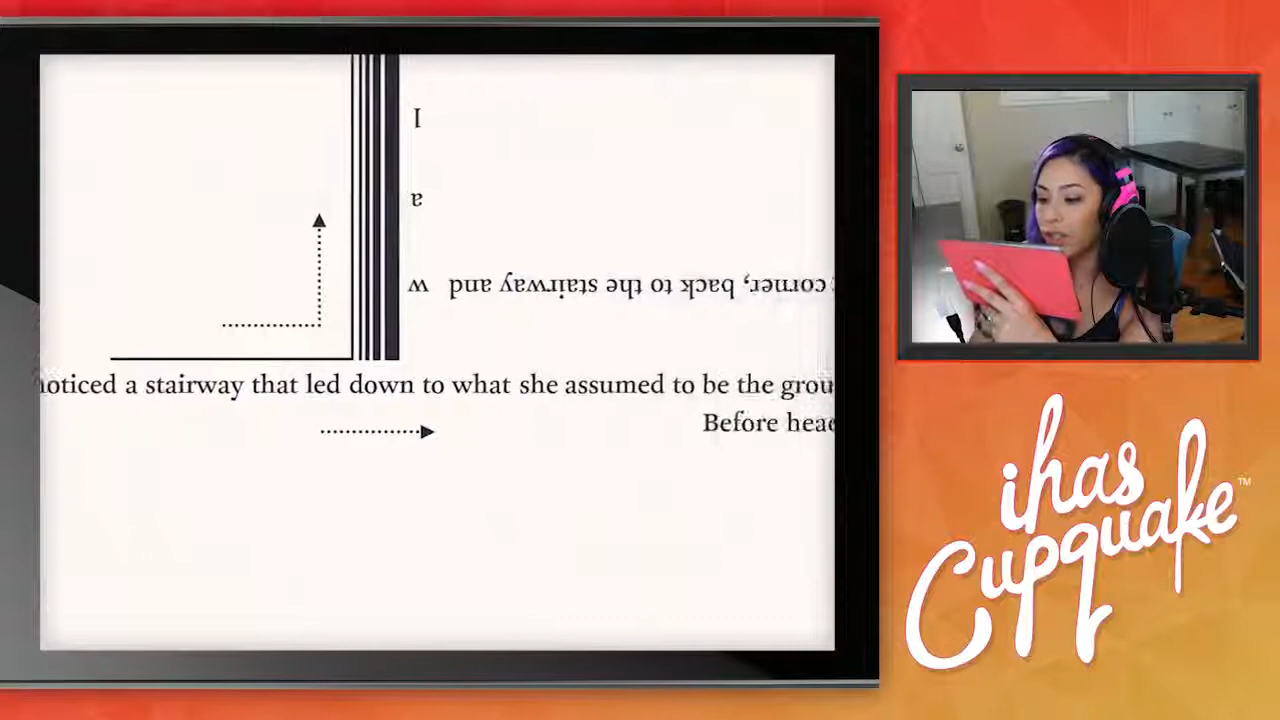 l
a
corner, back to the stairway and w
noticed a stairway that led down to what she assumed to be the grou
Before head
ihas
Cupquake™